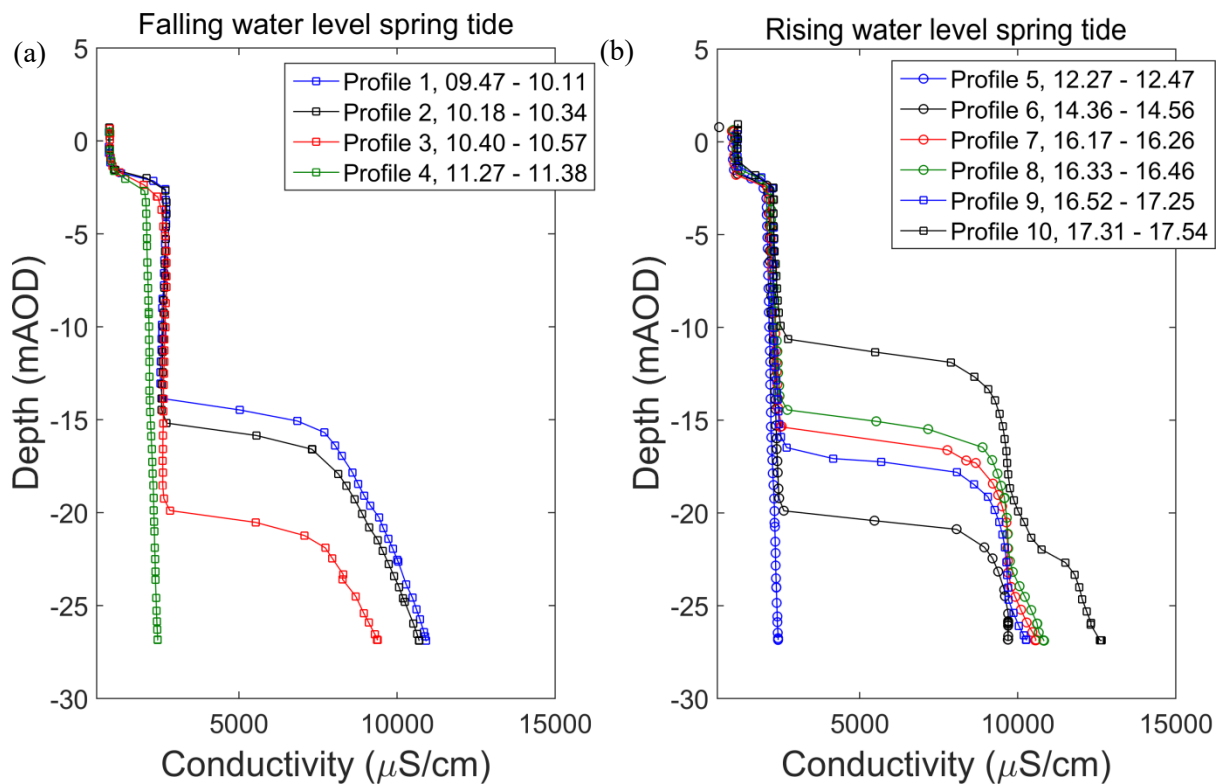 (a)
Falling water level spring tide
5
0
-5
-10
-15
-20
-25
-30
5000
10000
15000
Depth (mAOD)
Conductivity (μS/cm)
Profile 1, 09.47 - 10.11
Profile 2, 10.18 - 10.34
Profile 3, 10.40 - 10.57
Profile 4, 11.27 - 11.38
(b)
Rising water level spring tide
5
0
-5
-10
-15
-20
-25
-30
5000
10000
15000
Depth (mAOD)
Conductivity (μS/cm)
Profile 5, 12.27 - 12.47
Profile 6, 14.36 - 14.56
Profile 7, 16.17 - 16.26
Profile 8, 16.33 - 16.46
Profile 9, 16.52 - 17.25
Profile 10, 17.31 - 17.54